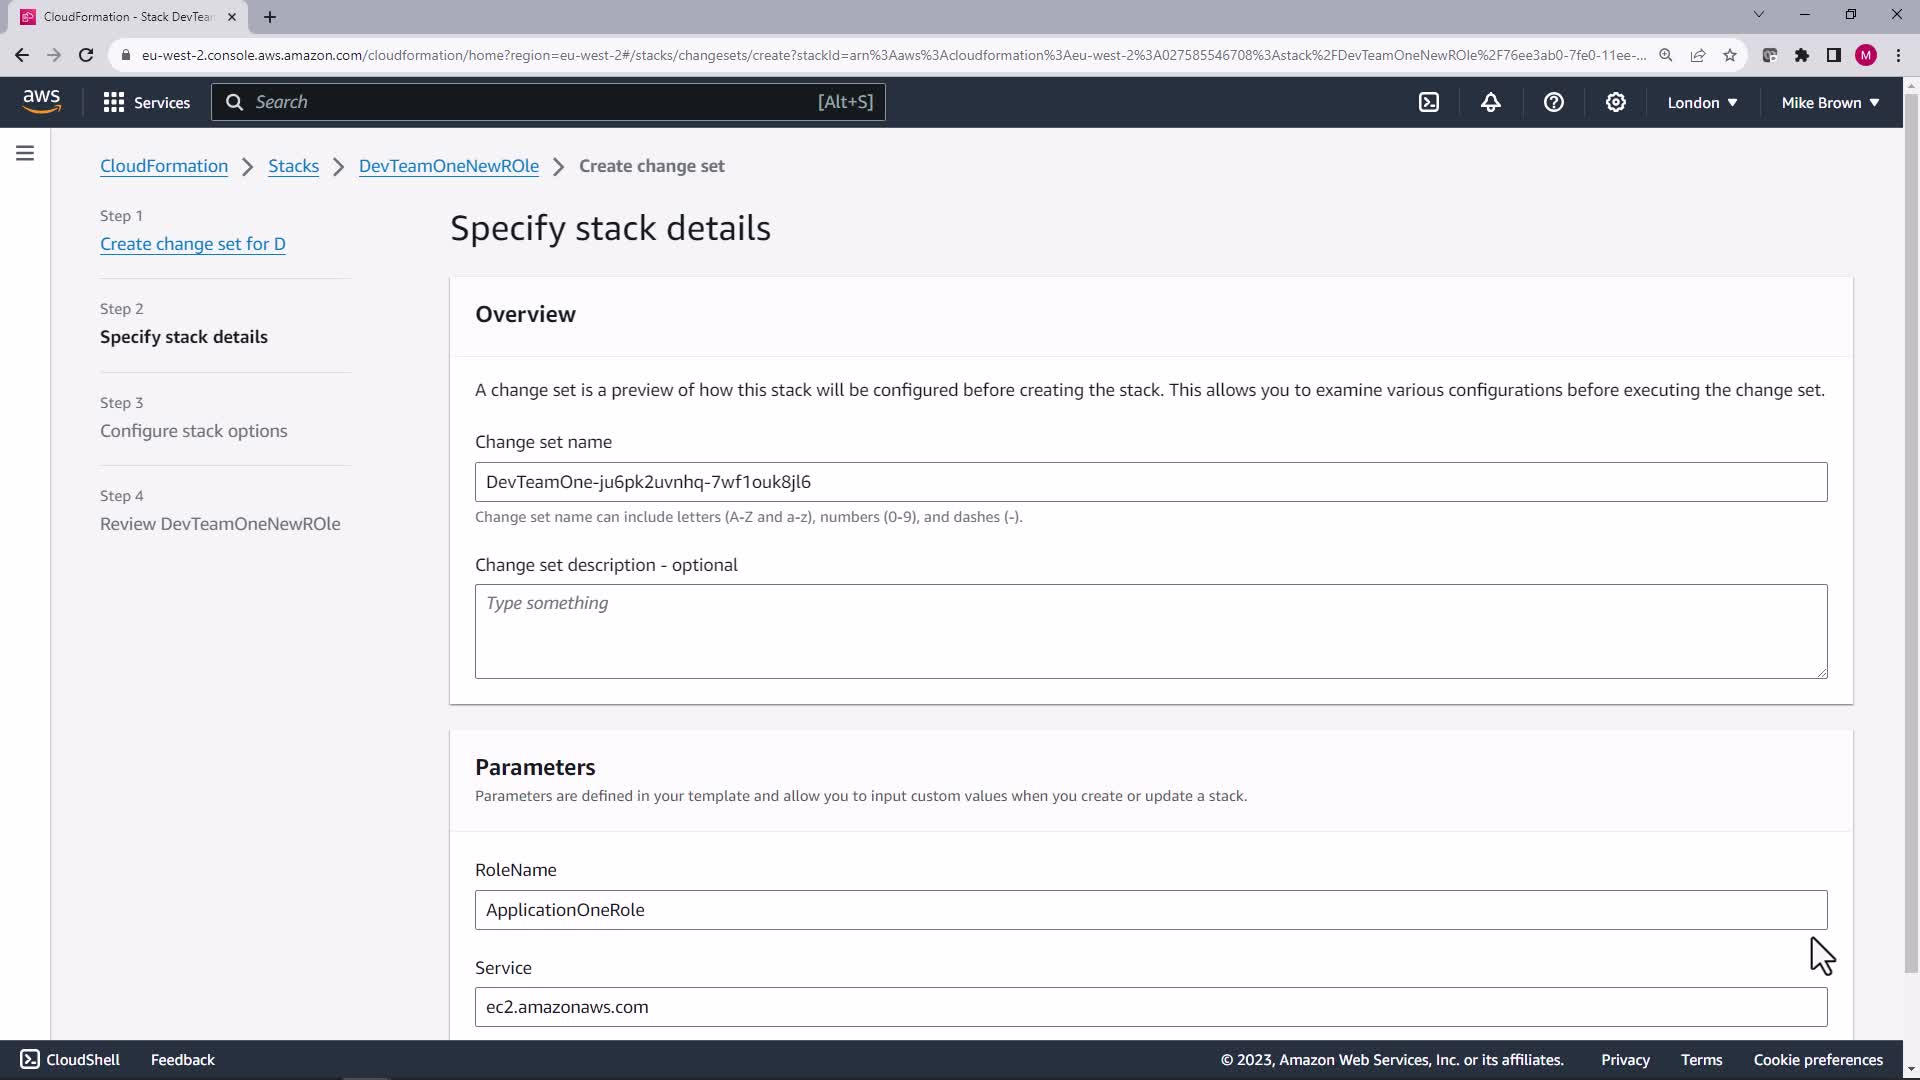 CloudFormation - Stack DevTear
eu-west-2.console.aws.amazon.com/cloudformation/home?region=eu-west-2#/stacks/changesets/create?stackId=arn%3Aaws%3Acloudformation%3Aeu-west-2%3A027585546708%3Astack%2FDevTeamOneNewROle%2F76ee3ab0-7fe0-11ee-...
M
aws
Services
Search
[Alt+S]
London
Mike Brown
CloudFormation
Stacks
DevTeamOneNewROle
Create change set
Step 1
Create change set for D
Step 2
Specify stack details
Step 3
Configure stack options
Step 4
Review DevTeamOneNewROle
Specify stack details
Overview
A change set is a preview of how this stack will be configured before creating the stack. This allows you to examine various configurations before executing the change set.
Change set name
DevTeamOne-ju6pk2uvnhq-7wf1ouk8jl6
Change set name can include letters (A-Z and a-z), numbers (0-9), and dashes (-).
Change set description - optional
Type something
Parameters
Parameters are defined in your template and allow you to input custom values when you create or update a stack.
RoleName
ApplicationOneRole
Service
ec2.amazonaws.com
CloudShell
Feedback
© 2023, Amazon Web Services, Inc. or its affiliates.
Privacy
Terms
Cookie preferences